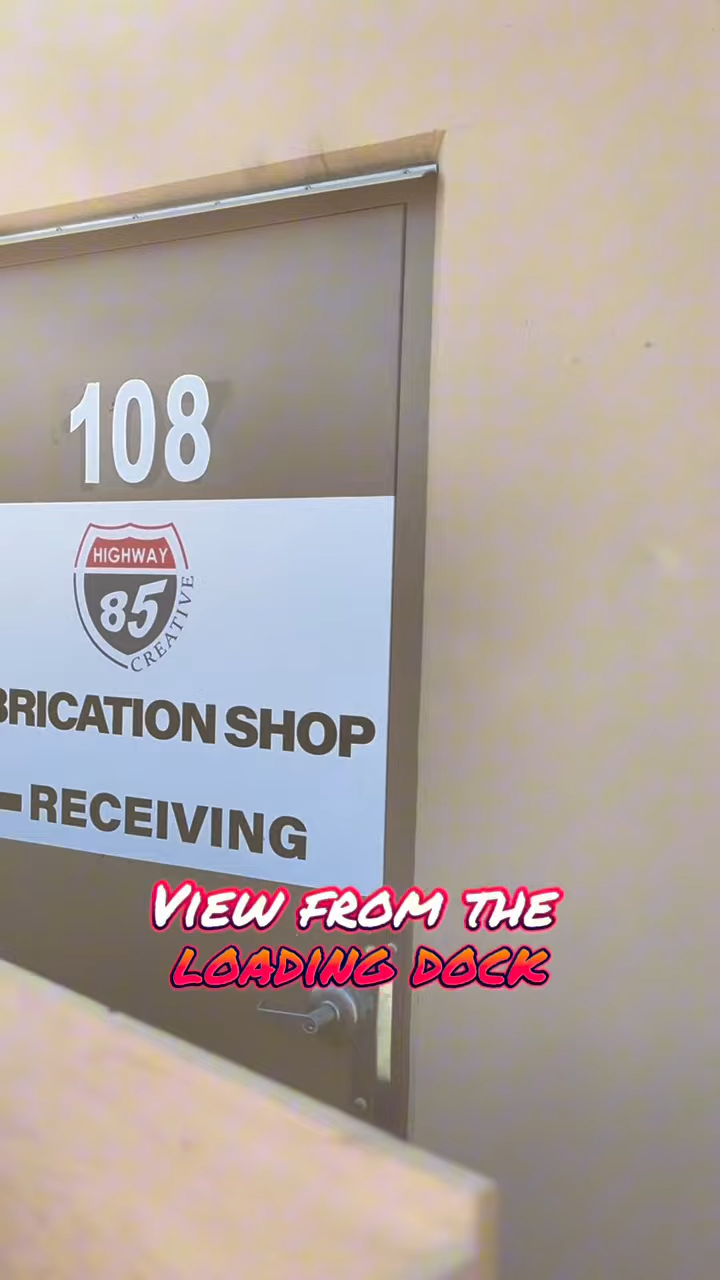 108
HIGHWAY
85
CREATIVE
BRICATION SHOP
RECEIVING
VIEW FROM THE
LOADING DOCK